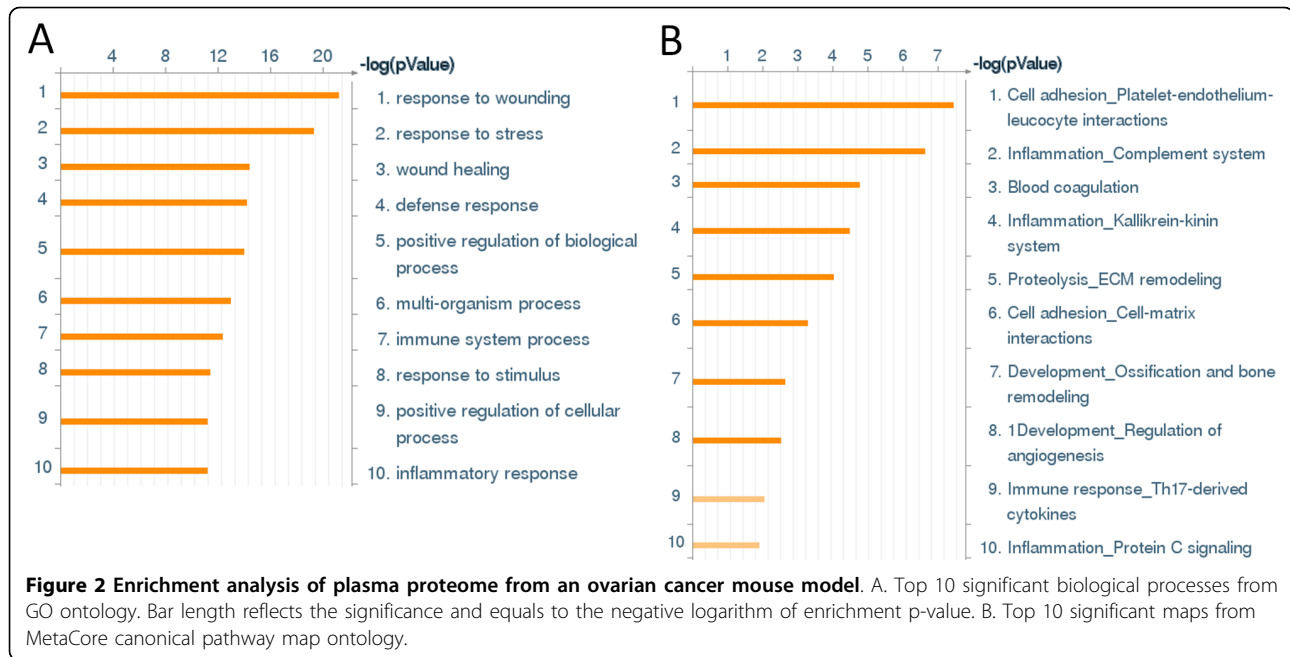 A
4 8 12 16 20
-log(pValue)
1
2
3
4
5
6
7
8
9
10
1. response to wounding
2. response to stress
3. wound healing
4. defense response
5. positive regulation of biological
process
6. multi-organism process
7. immune system process
8. response to stimulus
9. positive regulation of cellular
process
10. inflammatory response
B
1 2 3 4 5 6 7
-log(pValue)
1
2
3
4
5
6
7
8
9
10
1. Cell adhesion_Platelet-endothelium-
leucocyte interactions
2. Inflammation_Complement system
3. Blood coagulation
4. Inflammation_Kallikrein-kinin
system
5. Proteolysis_ECM remodeling
6. Cell adhesion_Cell-matrix
interactions
7. Development_Ossification and bone
remodeling
8. 1Development_Regulation of
angiogenesis
9. Immune response_Th17-derived
cytokines
10. Inflammation_Protein C signaling
Figure 2 Enrichment analysis of plasma proteome from an ovarian cancer mouse model. A. Top 10 significant biological processes from
GO ontology. Bar length reflects the significance and equals to the negative logarithm of enrichment p-value. B. Top 10 significant maps from
MetaCore canonical pathway map ontology.